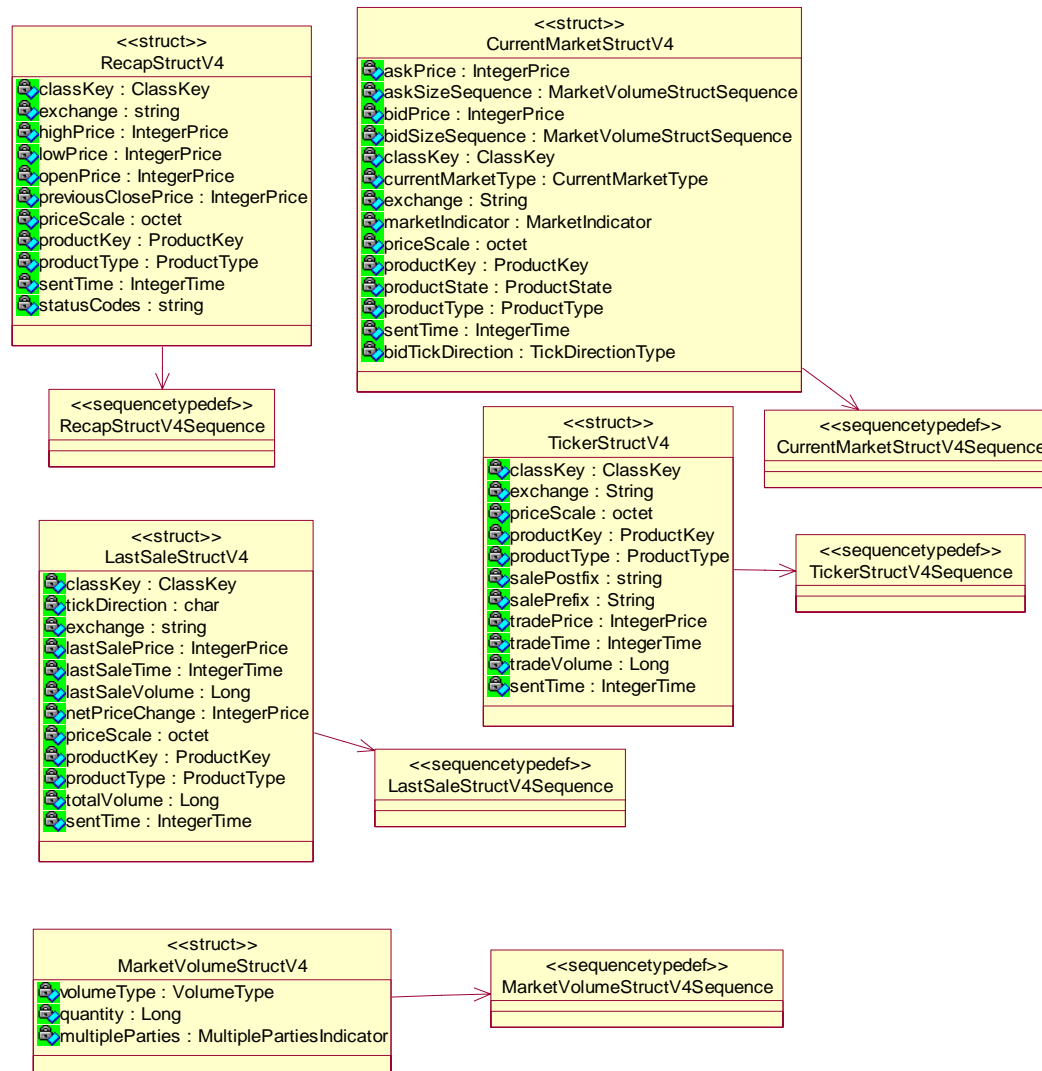 <<struct>>
RecapStructV4
classKey : ClassKey
exchange : string
highPrice : IntegerPrice
lowPrice : IntegerPrice
openPrice : IntegerPrice
previousClosePrice : IntegerPrice
priceScale : octet
productKey : ProductKey
productType : ProductType
sentTime : IntegerTime
statusCodes : string
<<sequencetypedef>>
RecapStructV4Sequence
<<struct>>
CurrentMarketStructV4
askPrice : IntegerPrice
askSizeSequence : MarketVolumeStructSequence
bidPrice : IntegerPrice
bidSizeSequence : MarketVolumeStructSequence
classKey : ClassKey
currentMarketType : CurrentMarketType
exchange : String
marketIndicator : MarketIndicator
priceScale : octet
productKey : ProductKey
productState : ProductState
productType : ProductType
sentTime : IntegerTime
bidTickDirection : TickDirectionType
<<sequencetypedef>>
CurrentMarketStructV4Sequence
<<struct>>
TickerStructV4
classKey : ClassKey
exchange : String
priceScale : octet
productKey : ProductKey
productType : ProductType
salePostfix : string
salePrefix : String
tradePrice : IntegerPrice
tradeTime : IntegerTime
tradeVolume : Long
sentTime : IntegerTime
<<sequencetypedef>>
TickerStructV4Sequence
<<struct>>
LastSaleStructV4
classKey : ClassKey
tickDirection : char
exchange : string
lastSalePrice : IntegerPrice
lastSaleTime : IntegerTime
lastSaleVolume : Long
netPriceChange : IntegerPrice
priceScale : octet
productKey : ProductKey
productType : ProductType
totalVolume : Long
sentTime : IntegerTime
<<sequencetypedef>>
LastSaleStructV4Sequence
<<struct>>
MarketVolumeStructV4
volumeType : VolumeType
quantity : Long
multipleParties : MultiplePartiesIndicator
<<sequencetypedef>>
MarketVolumeStructV4Sequence